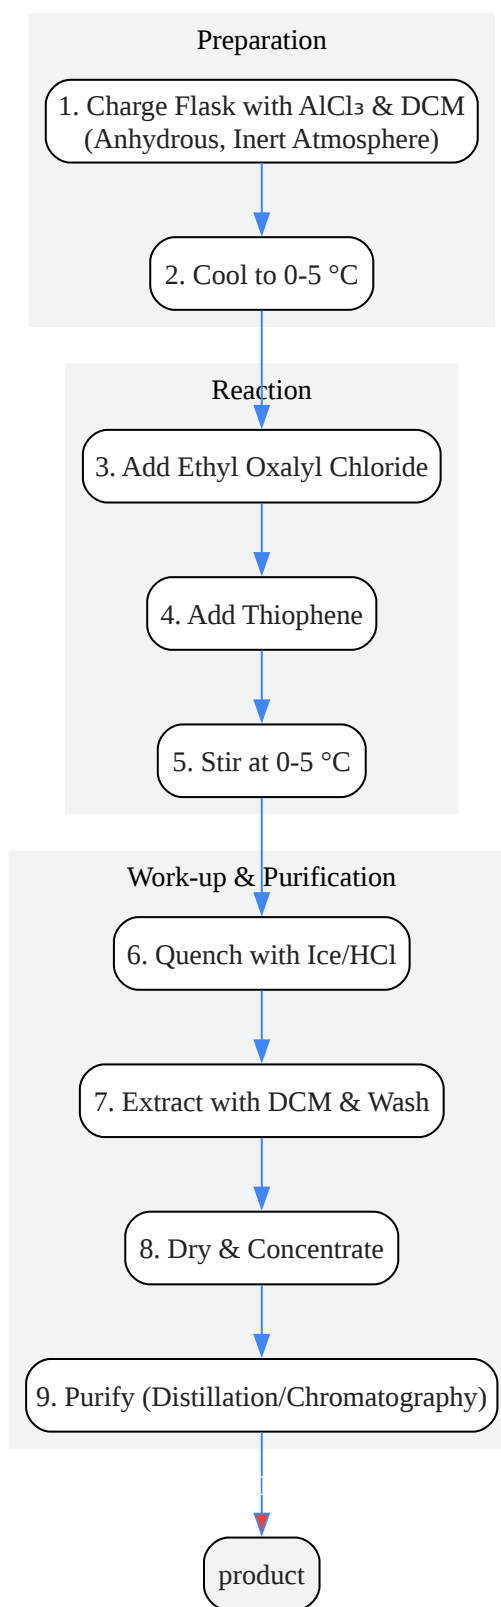 Preparation
1. Charge Flask with AlCl₃ & DCM
(Anhydrous, Inert Atmosphere)
2. Cool to 0-5 °C
Reaction
3. Add Ethyl Oxalyl Chloride
4. Add Thiophene
5. Stir at 0-5 °C
Work-up & Purification
6. Quench with Ice/HCl
7. Extract with DCM & Wash
8. Dry & Concentrate
9. Purify (Distillation/Chromatography)
product